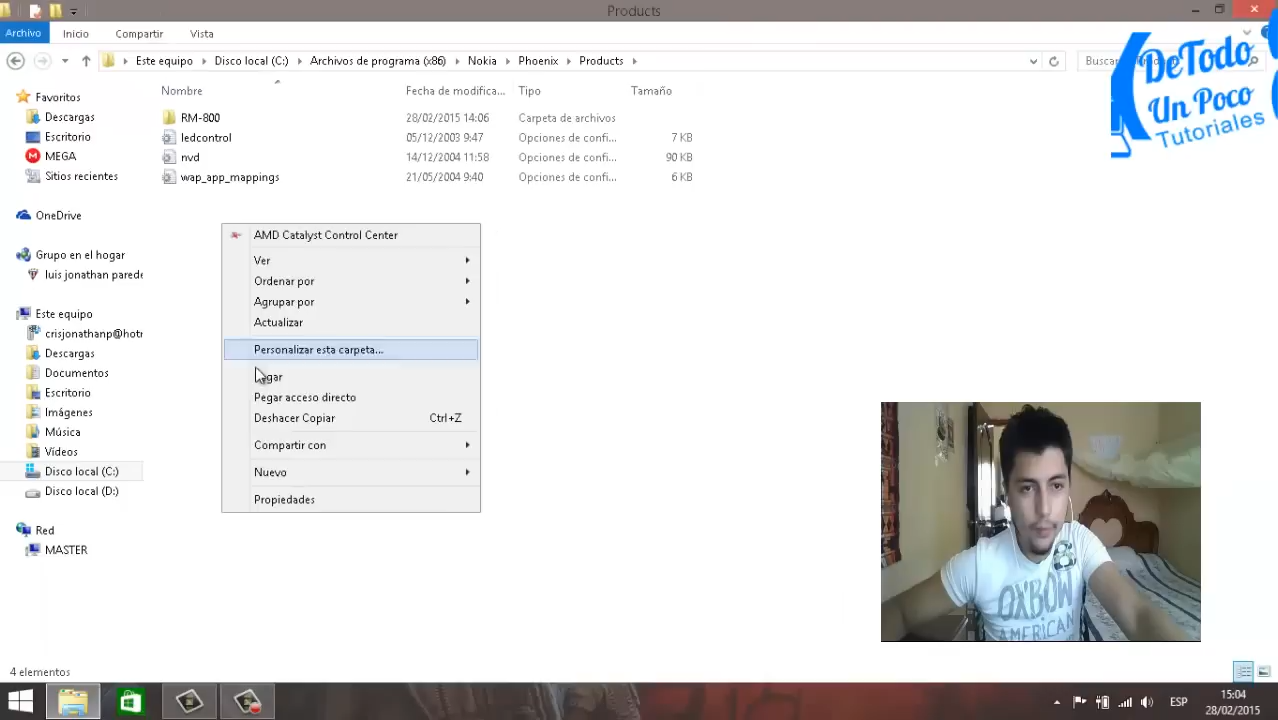 Products
Archivo
Inicio
Compartir
Vista
Este equipo
Disco local (C:)
Archivos de programa (x86)
Nokia
Phoenix
Products
DeTodo
Un Poco
Tutoriales
Nombre
Fecha de modifica...
Tipo
Tamaño
RM-800
28/02/2015 14:06
Carpeta de archivos
ledcontrol
05/12/2003 9:47
Opciones de confi...
7 KB
nvd
14/12/2004 11:58
Opciones de confi...
90 KB
wap_app_mappings
21/05/2004 9:40
Opciones de confi...
6 KB
Favoritos
Descargas
Escritorio
MEGA
Sitios recientes
OneDrive
Grupo en el hogar
luis jonathan parede
Este equipo
crisjonathanp@hotr
Descargas
Documentos
Escritorio
Imágenes
Música
Vídeos
Disco local (C:)
Disco local (D:)
Red
MASTER
AMD Catalyst Control Center
Ver
Ordenar por
Agrupar por
Actualizar
Personalizar esta carpeta...
Pegar acceso directo
Deshacer Copiar
Ctrl+Z
Compartir con
Nuevo
Propiedades
OXBOW
AMERICAN
4 elementos
ESP
15:04
28/02/2015